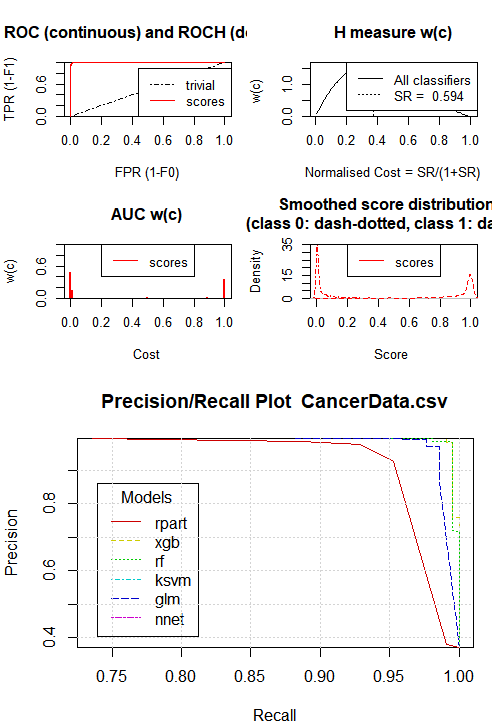 ROC (continuous) and ROCH (de
TPR (1-F1)
0.0 0.6
trivial
scores
0.0 0.2 0.4 0.6 0.8 1.0
FPR (1-F0)
H measure w(c)
w(c)
0.0 1.0
All classifiers
SR = 0.594
0.0 0.2 0.4 0.6 0.8 1.0
Normalised Cost = SR/(1+SR)
AUC w(c)
w(c)
0.0 0.6
scores
0.0 0.2 0.4 0.6 0.8 1.0
Cost
Smoothed score distribution
(class 0: dash-dotted, class 1: da
Density
0 15 35
scores
0.0 0.2 0.4 0.6 0.8 1.0
Score
Precision/Recall Plot CancerData.csv
Precision
0.4 0.6 0.8
Models
rpart
xgb
rf
ksvm
glm
nnet
0.75 0.80 0.85 0.90 0.95 1.00
Recall